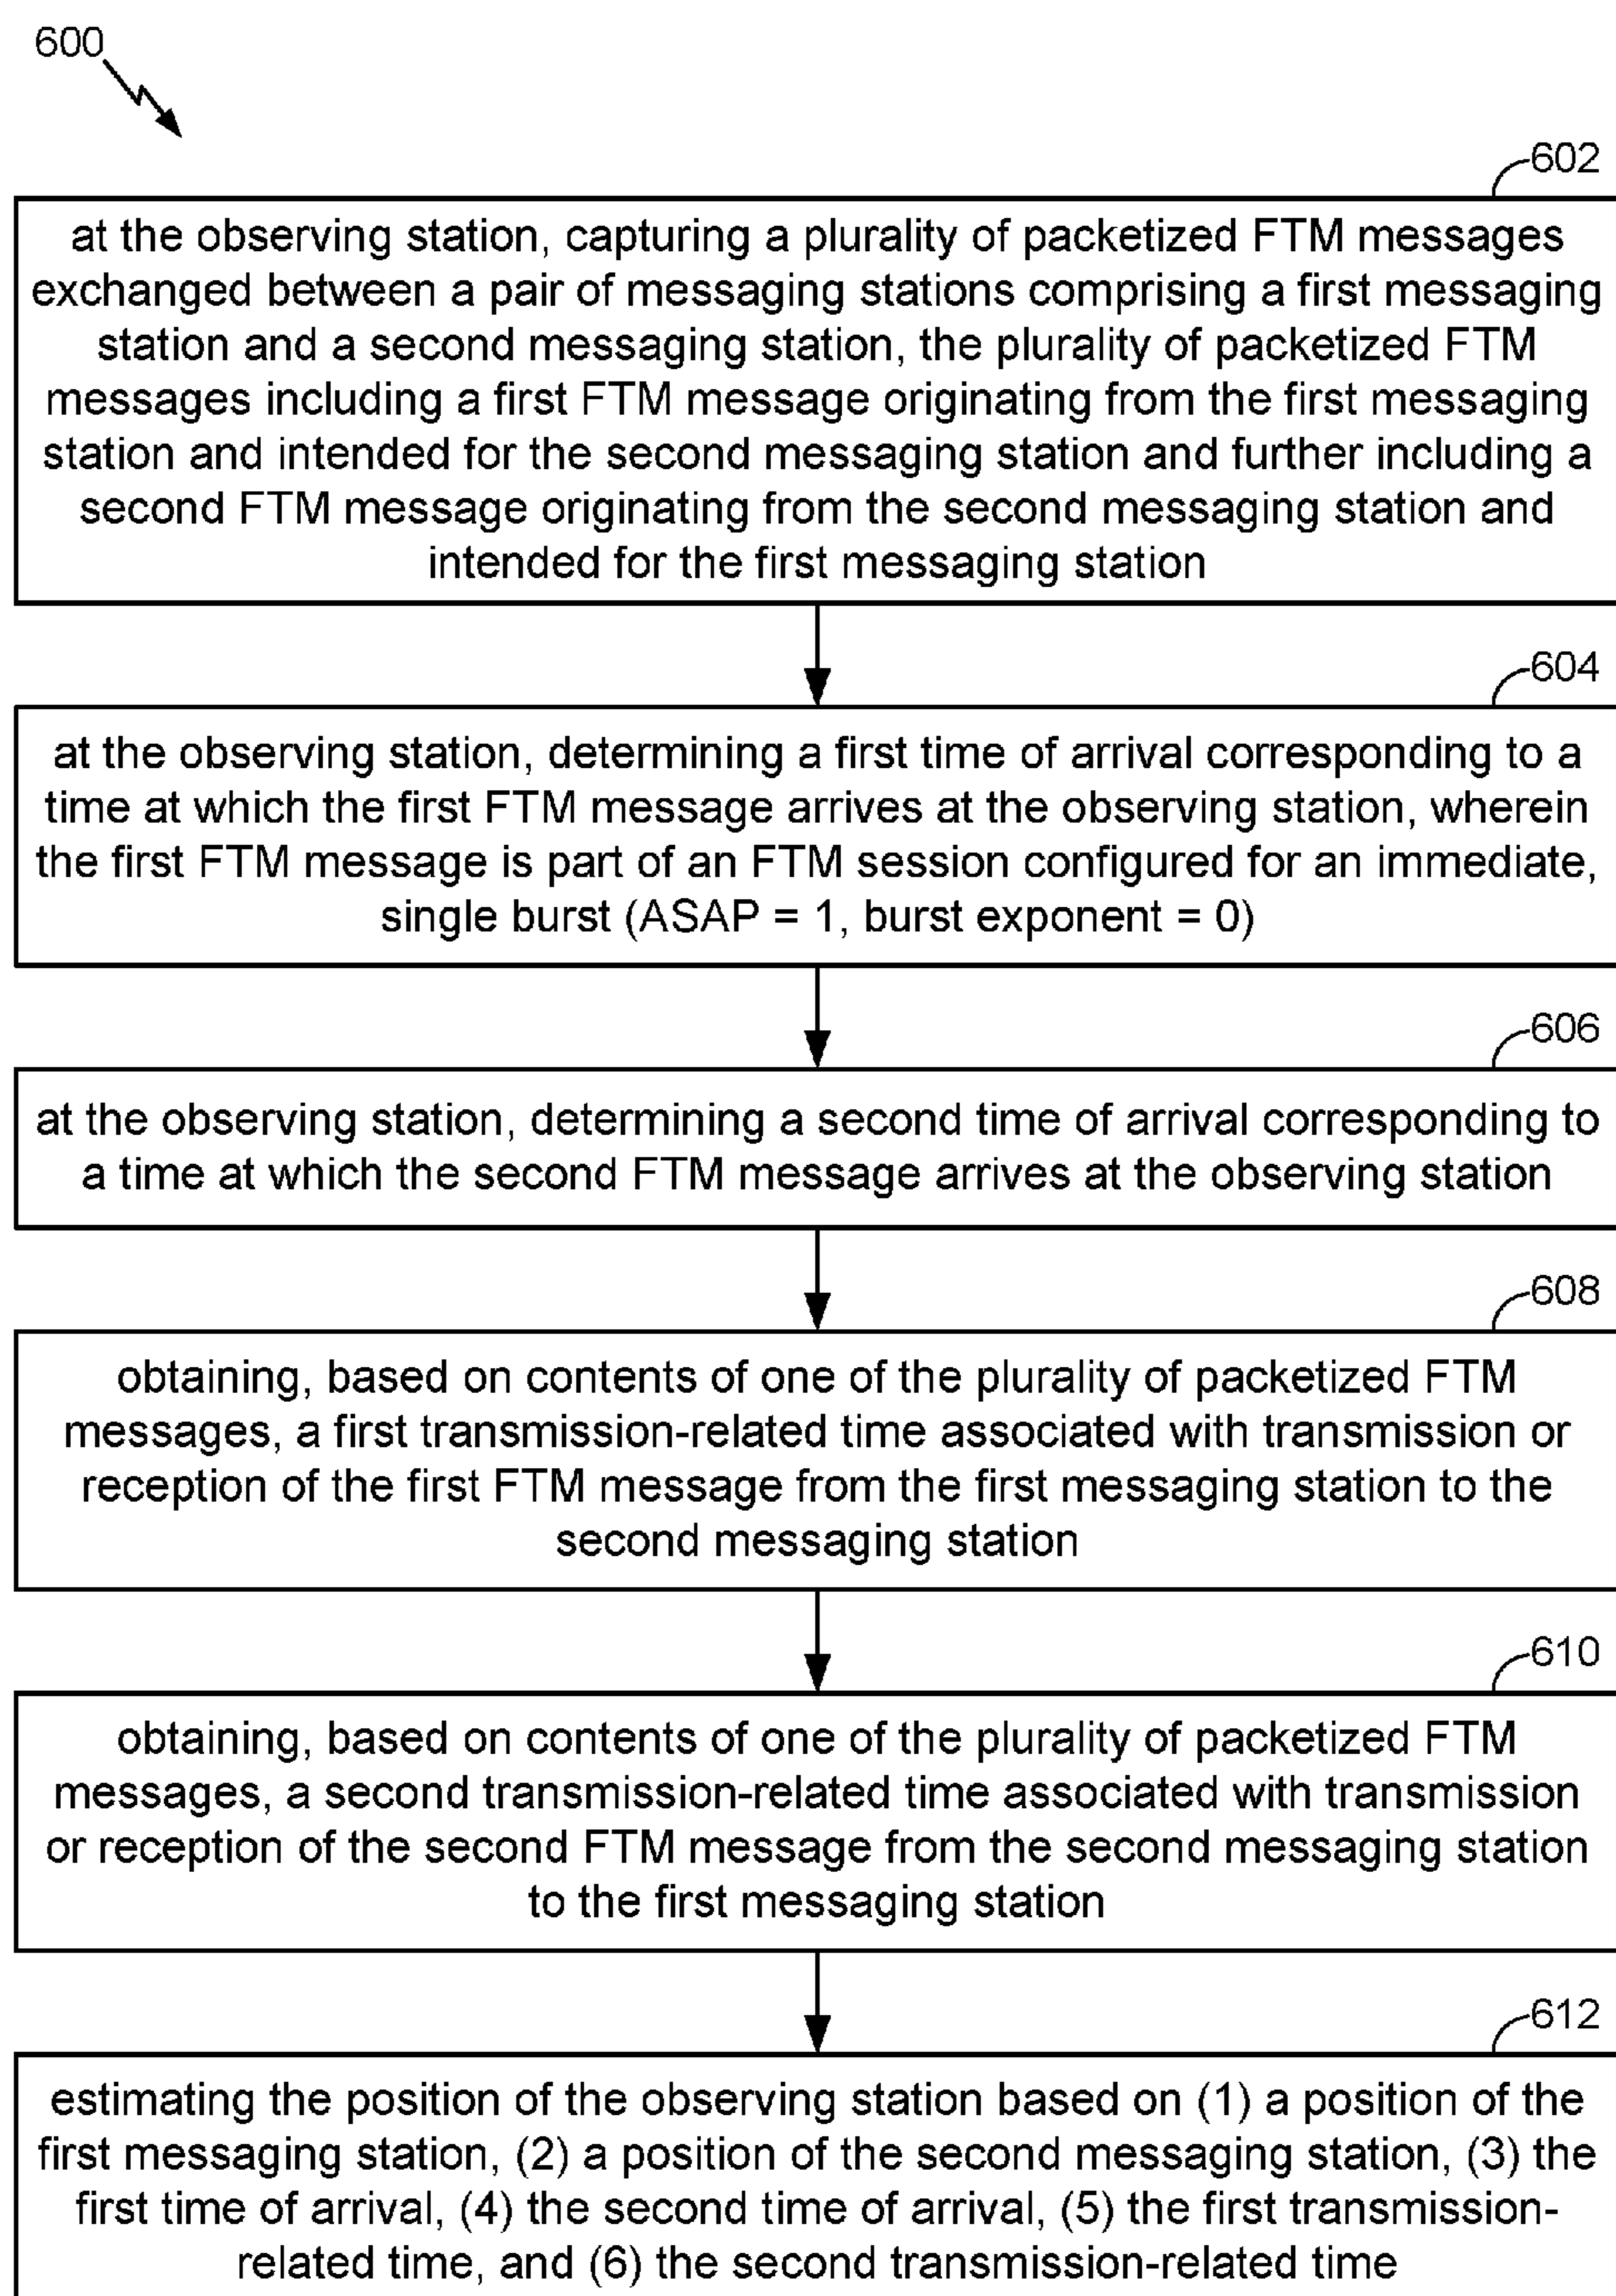 600
602
at the observing station, capturing a plurality of packetized FTM messages
exchanged between a pair of messaging stations comprising a first messaging
station and a second messaging station, the plurality of packetized FTM
messages including a first FTM message originating from the first messaging
station and intended for the second messaging station and further including a
second FTM message originating from the second messaging station and
intended for the first messaging station
604
at the observing station, determining a first time of arrival corresponding to a
time at which the first FTM message arrives at the observing station, wherein
the first FTM message is part of an FTM session configured for an immediate,
single burst (ASAP = 1, burst exponent = 0)
606
at the observing station, determining a second time of arrival corresponding to
a time at which the second FTM message arrives at the observing station
608
obtaining, based on contents of one of the plurality of packetized FTM
messages, a first transmission-related time associated with transmission or
reception of the first FTM message from the first messaging station to the
second messaging station
610
obtaining, based on contents of one of the plurality of packetized FTM
messages, a second transmission-related time associated with transmission
or reception of the second FTM message from the second messaging station
to the first messaging station
612
estimating the position of the observing station based on (1) a position of the
first messaging station, (2) a position of the second messaging station, (3) the
first time of arrival, (4) the second time of arrival, (5) the first transmission-
related time, and (6) the second transmission-related time